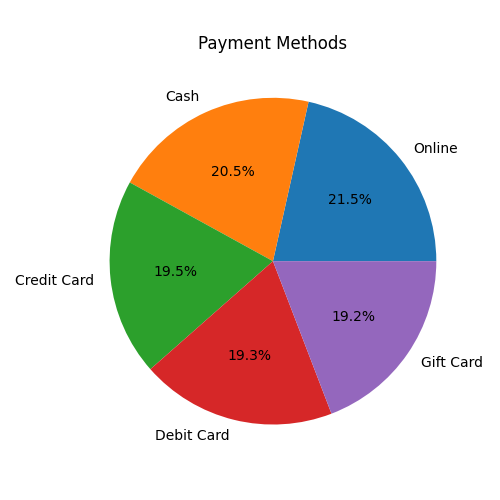 Payment Methods
Cash
Online
20.5%
21.5%
Credit Card
19.5%
19.3%
19.2%
Gift Card
Debit Card